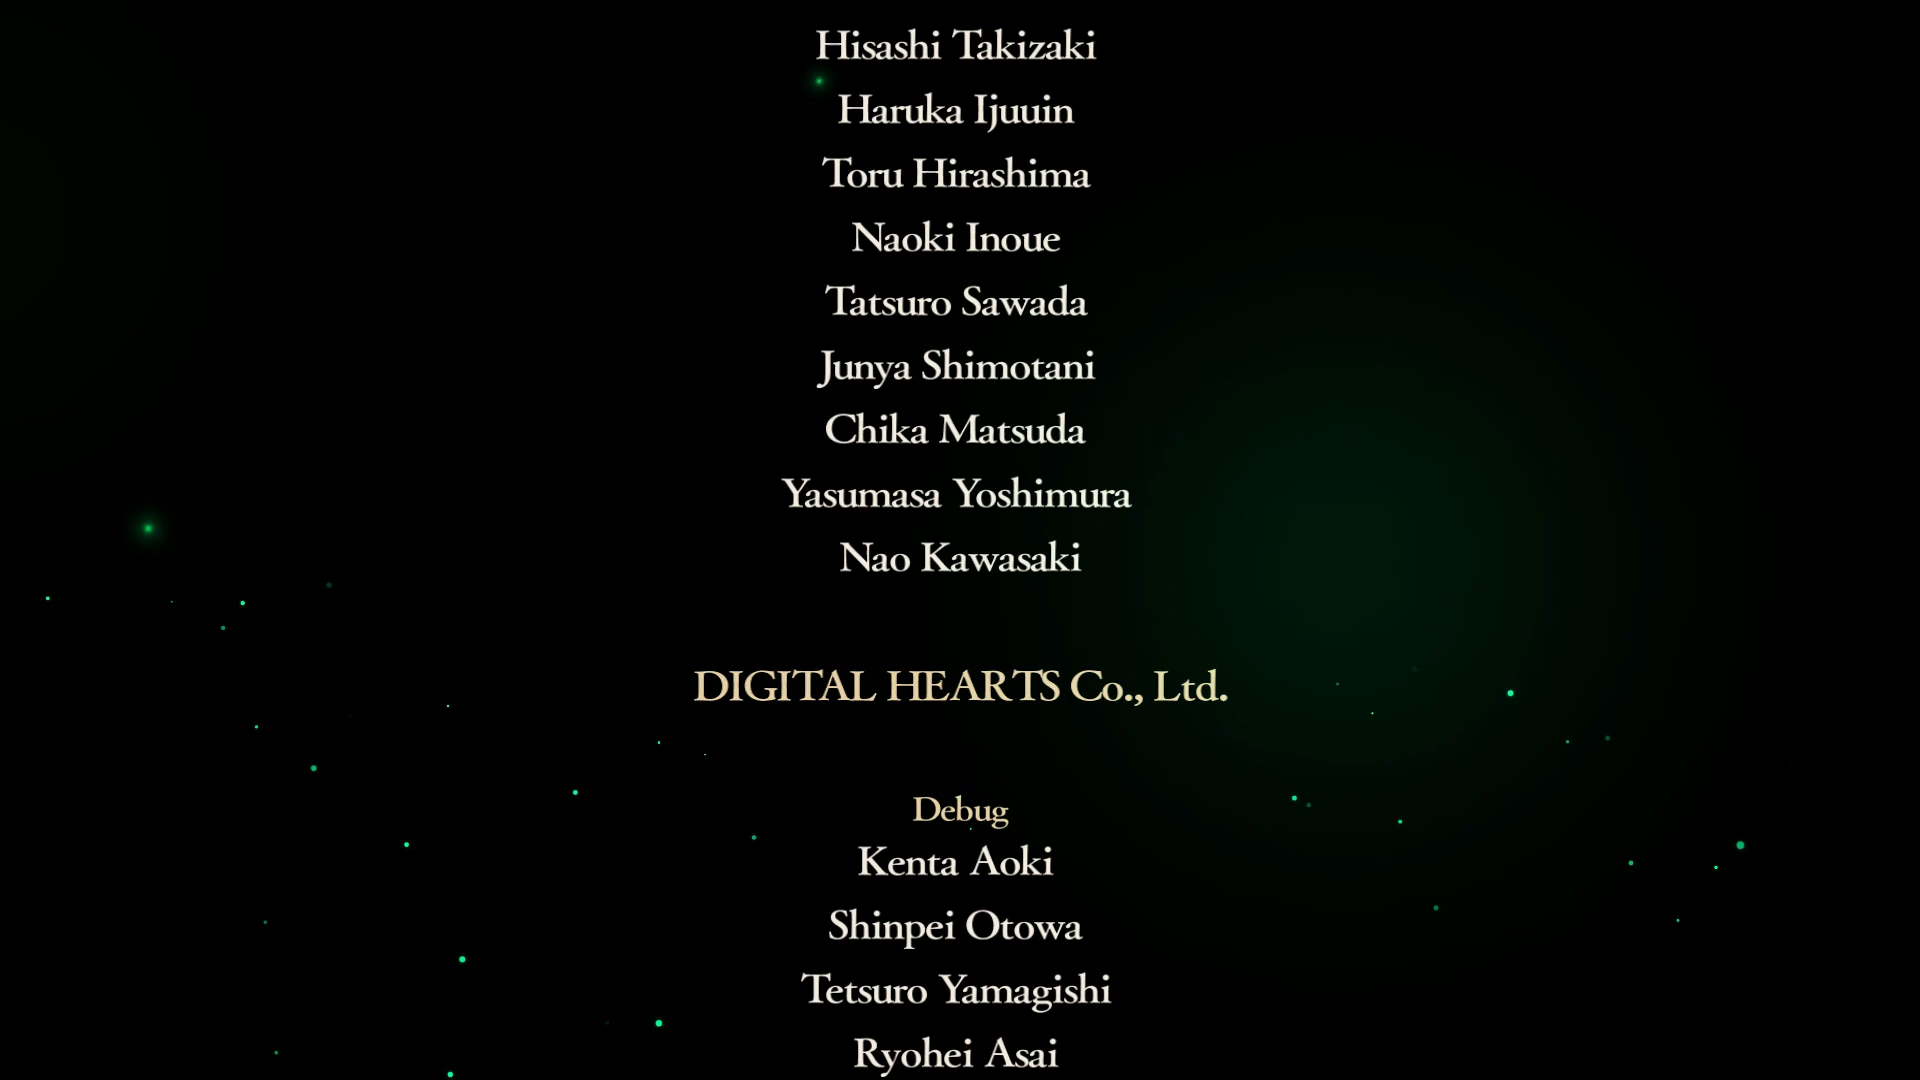 Hisashi Takizaki
Haruka Ijuuin
Toru Hirashima
Naoki Inoue
Tatsuro Sawada
Junya Shimotani
Chika Matsuda
Yasumasa Yoshimura
Nao Kawasaki
DIGITAL HEARTS Co., Ltd.
Debug
Kenta Aoki
Shinpei Otowa
Tetsuro Yamagishi
Ryohei Asai